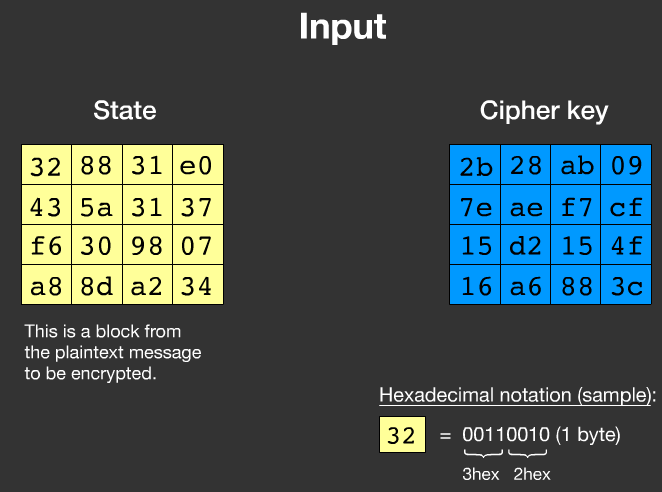 Input
State
Cipher key
32 88 31 e0
43 5a 31 37
f6 30 98 07
a8 8d a2 34
2b 28 ab 09
7e ae f7 cf
15 d2 15 4f
16 a6 88 3c
This is a block from
the plaintext message
to be encrypted.
Hexadecimal notation (sample):
32 = 00110010 (1 byte)
3hex 2hex